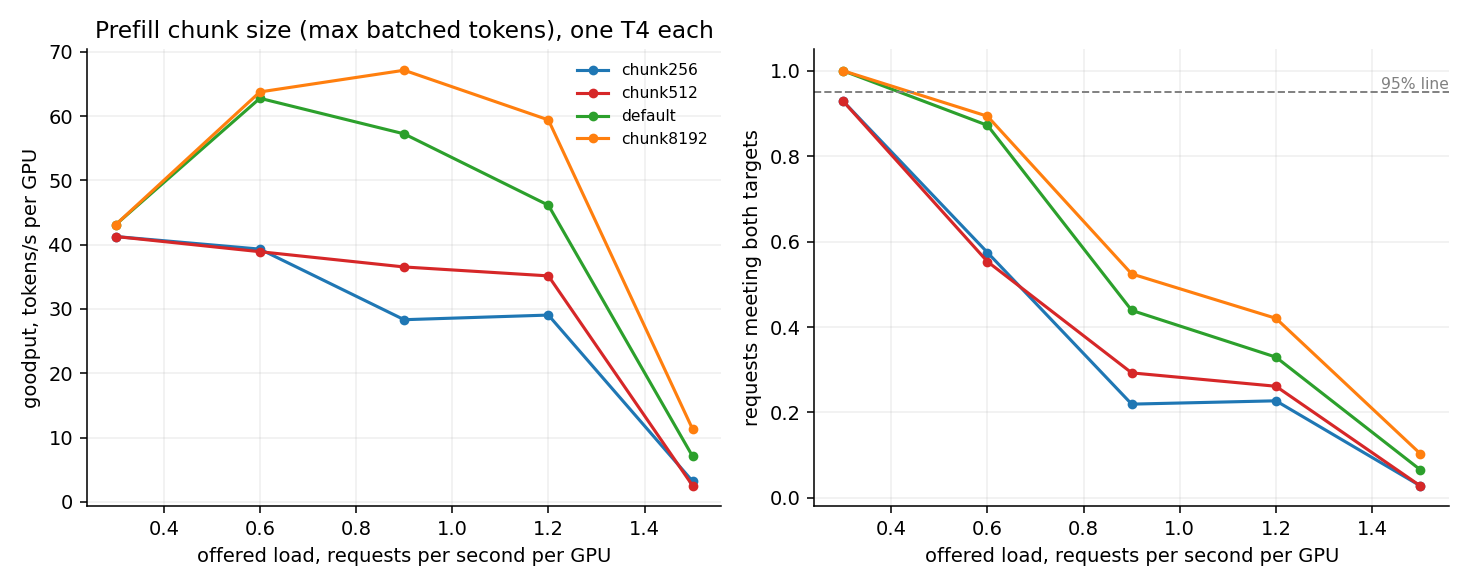 Prefill chunk size (max batched tokens), one T4 each
goodput, tokens/s per GPU
70
60
50
40
30
20
10
0
0.4 0.6 0.8 1.0 1.2 1.4
offered load, requests per second per GPU
chunk256
chunk512
default
chunk8192
requests meeting both targets
1.0
0.8
0.6
0.4
0.2
0.0
95% line
0.4 0.6 0.8 1.0 1.2 1.4
offered load, requests per second per GPU